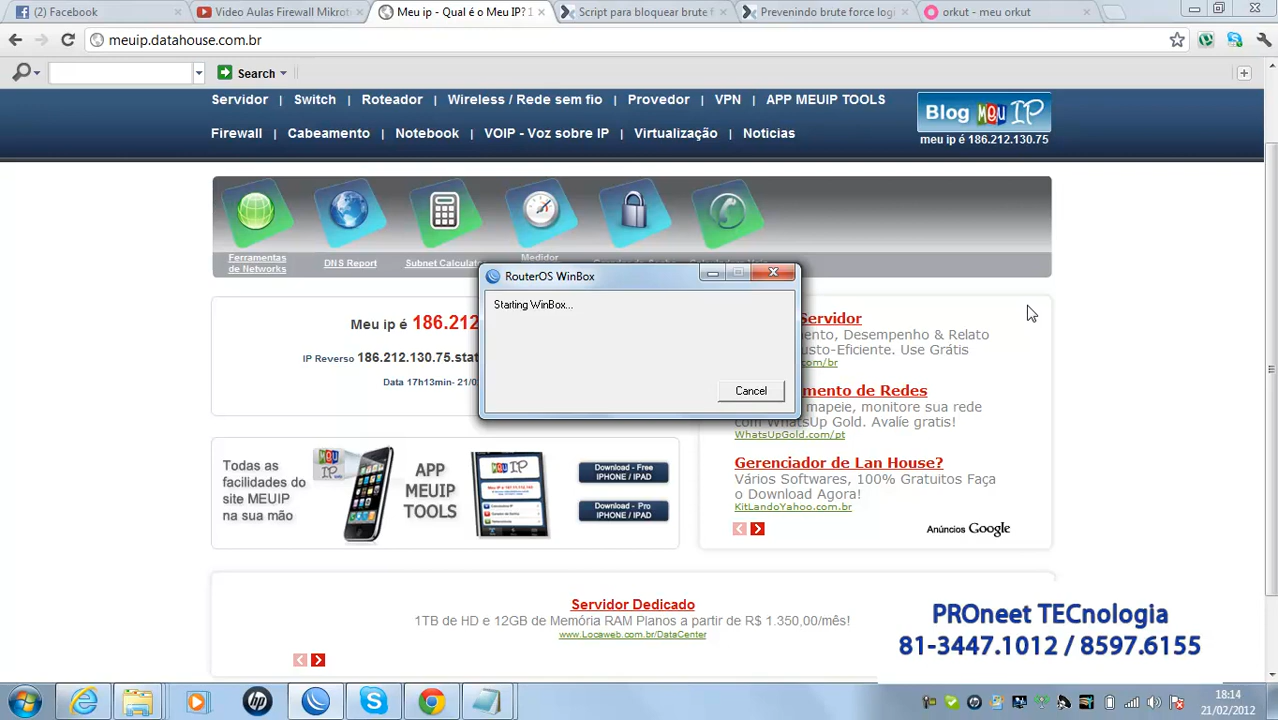 (2) Facebook
Video Aulas Firewall Mikrot
Meu ip - Qual é o Meu IP? 1
Script para bloquear brute f
Prevenindo brute force logi
orkut - meu orkut
meuip.datahouse.com.br
Search
Servidor | Switch | Roteador | Wireless / Rede sem fio | Provedor | VPN | APP MEUIP TOOLS
Firewall | Cabeamento | Notebook | VOIP - Voz sobre IP | Virtualização | Noticias
Blog Meu IP
meu ip é 186.212.130.75
Ferramentas
de Networks
DNS Report
Subnet Calculat
Medidor
RouterOS WinBox
Starting WinBox...
Cancel
Meu ip é 186.212
IP Reverso 186.212.130.75.stat
Data 17h13min- 21/0
Servidor
ento, Desempenho & Relato
usto-Eficiente. Use Grátis
com/br
mento de Redes
mapeie, monitore sua rede
com WhatsUp Gold. Avalíe gratis!
WhatsUpGold.com/pt
Gerenciador de Lan House?
Vários Softwares, 100% Gratuitos Faça
o Download Agora!
KitLandoYahoo.com.br
Anúncios Google
Todas as
facilidades do
site MEUIP
na sua mão
Meu IP
APP
MEUIP
TOOLS
Meu IP
Download - Free
IPHONE / IPAD
Download - Pro
IPHONE / IPAD
Servidor Dedicado
1TB de HD e 12GB de Memória RAM Planos a partir de R$ 1.350,00/mês!
www.Locaweb.com.br/DataCenter
PROneet TECnologia
81-3447.1012 / 8597.6155
18:14
21/02/2012